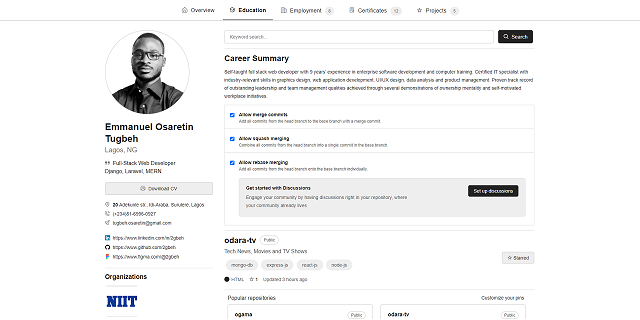 Overview
Education
Employment 8
Certificates 12
Projects 5
Keyword search...
Search
Career Summary
Self-taught full stack web developer with 9 years' experience in enterprise software development and computer training. Certified IT specialist with
industry-relevant skills in graphics design, web application development, UI/UX design, data analysis and product management. Proven track record
of outstanding leadership and team management qualities achieved through several demonstrations of ownership mentality and self-motivated
workplace initiatives.
Emmanuel Osaretin
Tugbeh
Lagos, NG
Full-Stack Web Developer
Django, Laravel, MERN
Download CV
20 Adekunle str., Idi-Araba, Surulere, Lagos
(+234)81-6996-0927
tugbeh.osaretin@gmail.com
https://www.linkedin.com/in/2gbeh
https://www.github.com/2gbeh
https://www.figma.com/@2gbeh
Organizations
NIIT
Allow merge commits
Add all commits from the head branch to the base branch with a merge commit.
Allow squash merging
Combine all commits from the head branch into a single commit in the base branch.
Allow rebase merging
Add all commits from the head branch onto the base branch individually.
Get started with Discussions
Engage your community by having discussions right in your repository, where
your community already lives
Set up discussions
odara-tv Public
Tech News, Movies and TV Shows
Starred
mongo-db express-js react-js node-js
HTML 1 Updated 3 hours ago
Popular repositories
Customize your pins
ogama Public
odara-tv Public